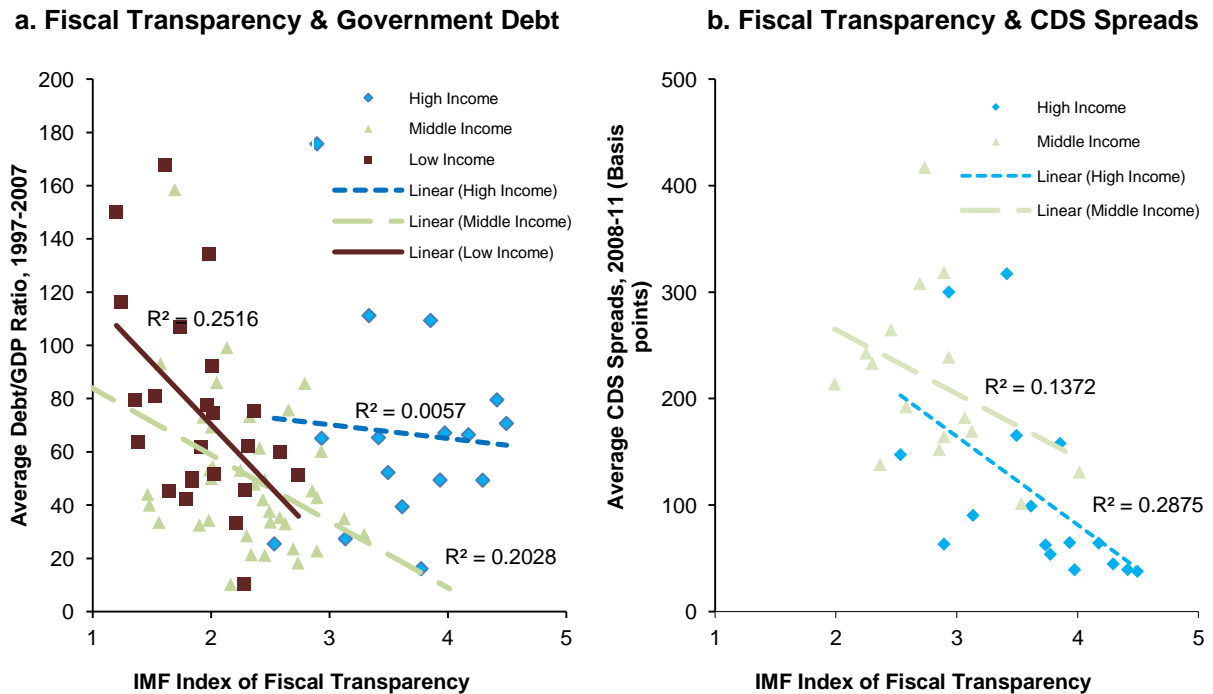 a. Fiscal Transparency & Government Debt
200
180
160
140
120
100
80
60
40
20
0
Average Debt/GDP Ratio, 1997-2007
High Income
Middle Income
Low Income
Linear (High Income)
Linear (Middle Income)
Linear (Low Income)
R² = 0.2516
R² = 0.0057
R² = 0.2028
1 2 3 4 5
IMF Index of Fiscal Transparency
b. Fiscal Transparency & CDS Spreads
500
400
300
200
100
0
Average CDS Spreads, 2008-11 (Basis
points)
High Income
Middle Income
Linear (High Income)
Linear (Middle Income)
R² = 0.1372
R² = 0.2875
1 2 3 4 5
IMF Index of Fiscal Transparency